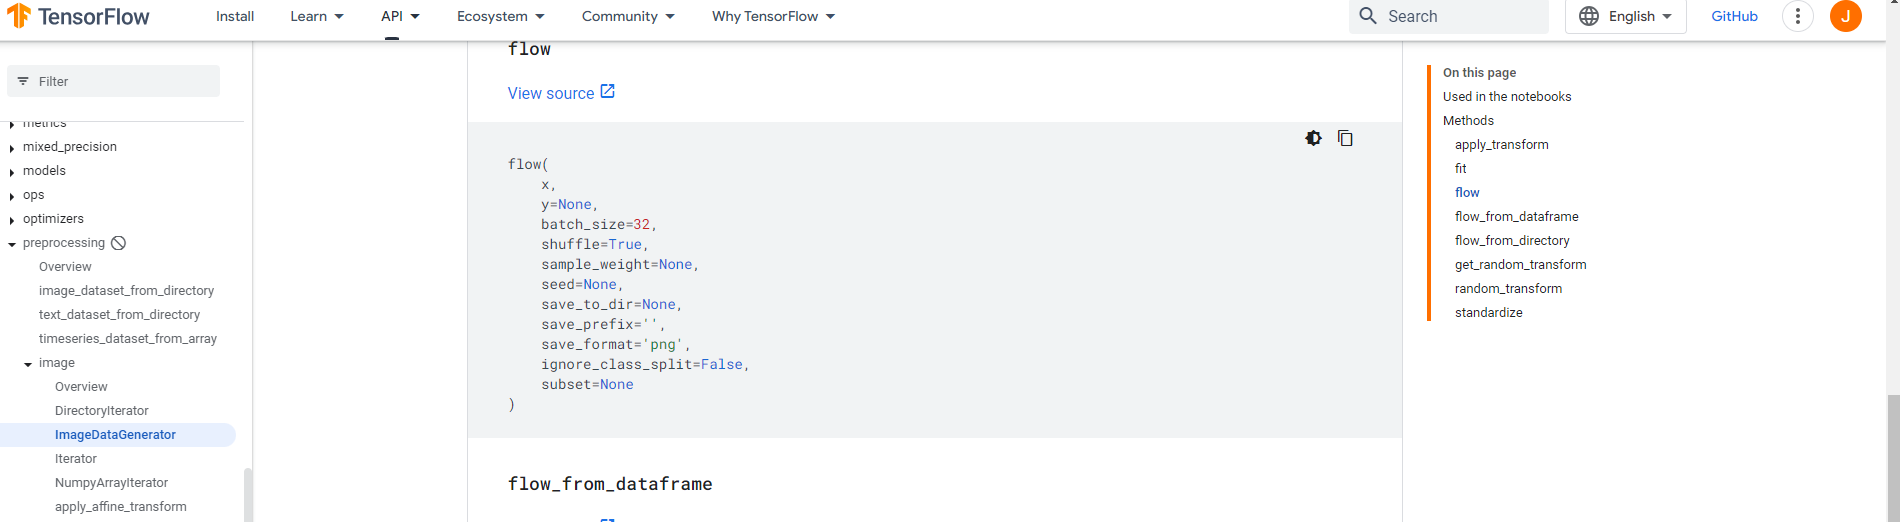 TensorFlow
Install
Learn
API
Ecosystem
Community
Why TensorFlow
Search
English
GitHub
J
Filter
metrics
mixed_precision
models
ops
optimizers
preprocessing
Overview
image_dataset_from_directory
text_dataset_from_directory
timeseries_dataset_from_array
image
Overview
DirectoryIterator
ImageDataGenerator
Iterator
NumpyArrayIterator
apply_affine_transform
flow
View source
flow(
    x,
    y=None,
    batch_size=32,
    shuffle=True,
    sample_weight=None,
    seed=None,
    save_to_dir=None,
    save_prefix='',
    save_format='png',
    ignore_class_split=False,
    subset=None
)
flow_from_dataframe
On this page
Used in the notebooks
Methods
apply_transform
fit
flow
flow_from_dataframe
flow_from_directory
get_random_transform
random_transform
standardize